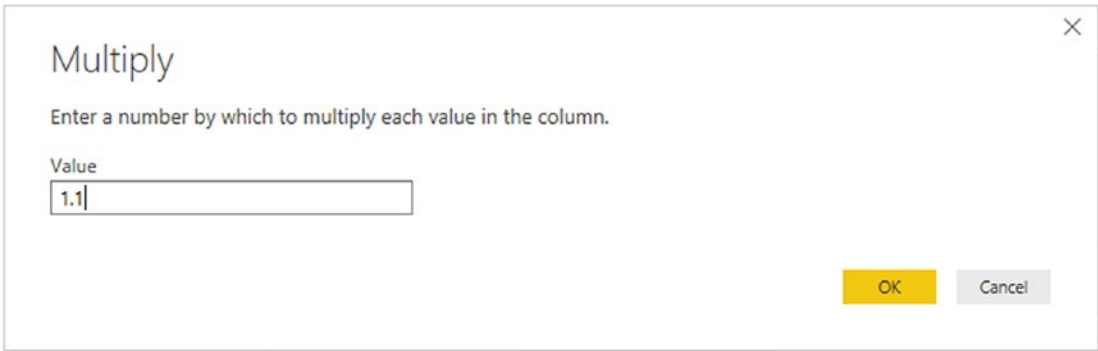 Multiply
Enter a number by which to multiply each value in the column.
Value
1.1
OK Cancel